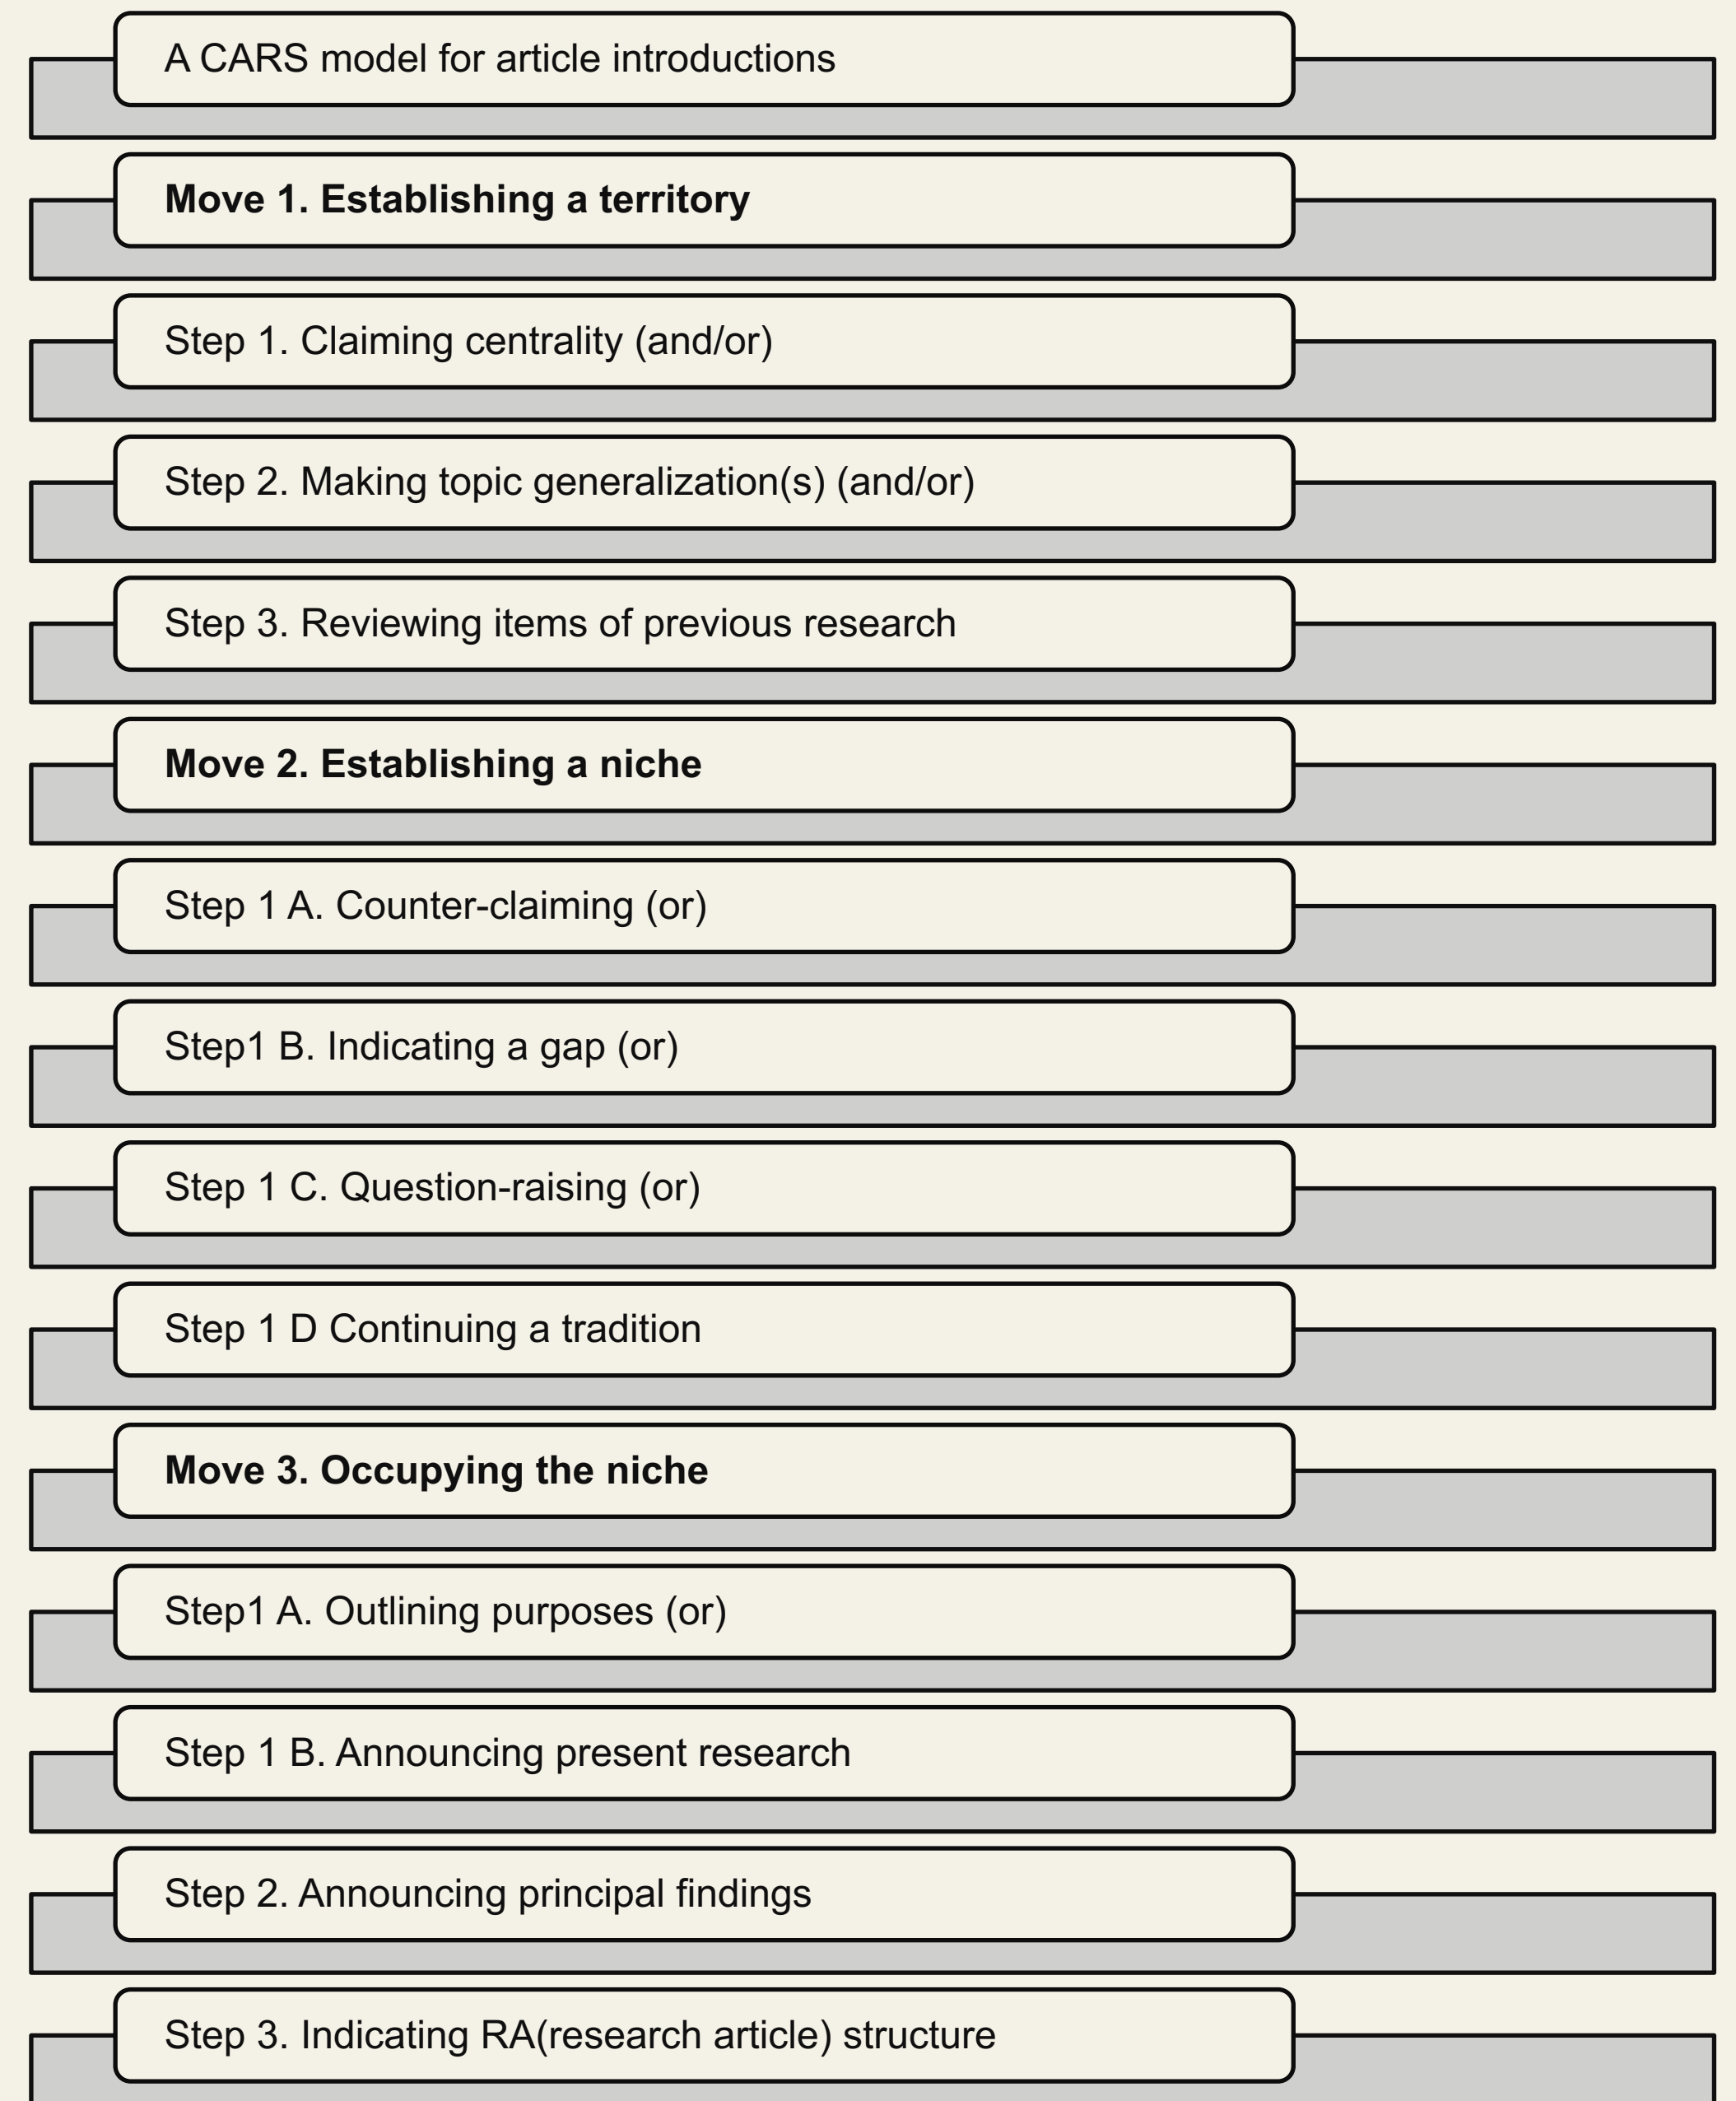 A CARS model for article introductions
Move 1. Establishing a territory
Step 1. Claiming centrality (and/or)
Step 2. Making topic generalization(s) (and/or)
Step 3. Reviewing items of previous research
Move 2. Establishing a niche
Step 1 A. Counter-claiming (or)
Step1 B. Indicating a gap (or)
Step 1 C. Question-raising (or)
Step 1 D Continuing a tradition
Move 3. Occupying the niche
Step1 A. Outlining purposes (or)
Step 1 B. Announcing present research
Step 2. Announcing principal findings
Step 3. Indicating RA(research article) structure